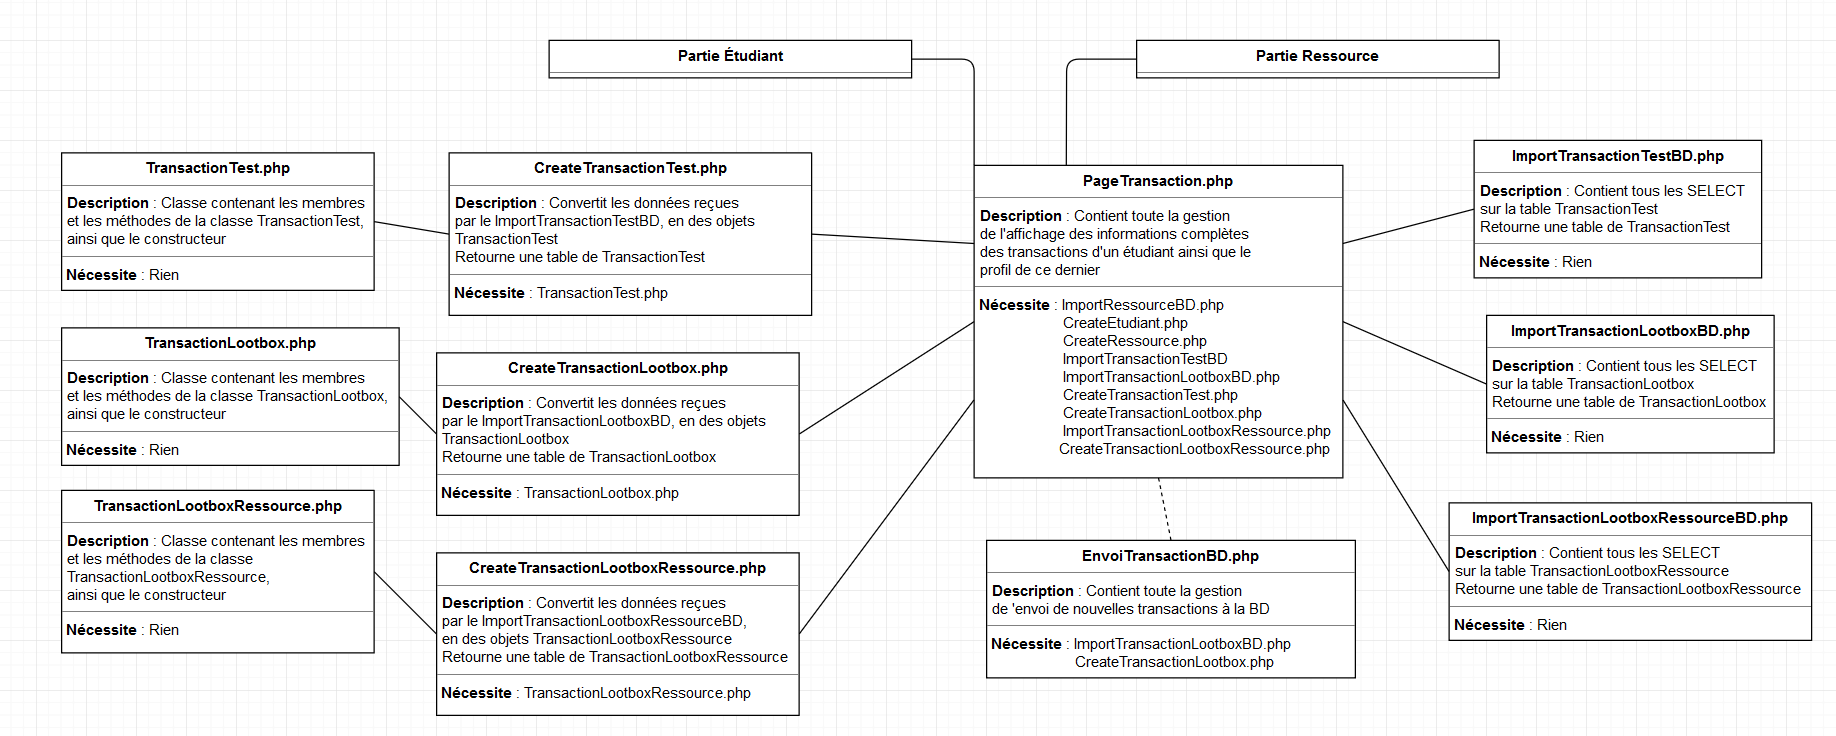 Partie Étudiant
Partie Ressource
TransactionTest.php
Description : Classe contenant les membres
et les méthodes de la classe TransactionTest,
ainsi que le constructeur
Nécessite : Rien
CreateTransactionTest.php
Description : Convertit les données reçues
par le ImportTransactionTestBD, en des objets
TransactionTest
Retourne une table de TransactionTest
Nécessite : TransactionTest.php
PageTransaction.php
Description : Contient toute la gestion
de l'affichage des informations complètes
des transactions d'un étudiant ainsi que le
profil de ce dernier
Nécessite : ImportRessourceBD.php
CreateEtudiant.php
CreateRessource.php
ImportTransactionTestBD
ImportTransactionLootboxBD.php
CreateTransactionTest.php
CreateTransactionLootbox.php
ImportTransactionLootboxRessource.php
CreateTransactionLootboxRessource.php
ImportTransactionTestBD.php
Description : Contient tous les SELECT
sur la table TransactionTest
Retourne une table de TransactionTest
Nécessite : Rien
TransactionLootbox.php
Description : Classe contenant les membres
et les méthodes de la classe TransactionLootbox,
ainsi que le constructeur
Nécessite : Rien
CreateTransactionLootbox.php
Description : Convertit les données reçues
par le ImportTransactionLootboxBD, en des objets
TransactionLootbox
Retourne une table de TransactionLootbox
Nécessite : TransactionLootbox.php
ImportTransactionLootboxBD.php
Description : Contient tous les SELECT
sur la table TransactionLootbox
Retourne une table de TransactionLootbox
Nécessite : Rien
TransactionLootboxRessource.php
Description : Classe contenant les membres
et les méthodes de la classe
TransactionLootboxRessource,
ainsi que le constructeur
Nécessite : Rien
CreateTransactionLootboxRessource.php
Description : Convertit les données reçues
par le ImportTransactionLootboxRessourceBD,
en des objets TransactionLootboxRessource
Retourne une table de TransactionLootboxRessource
Nécessite : TransactionLootboxRessource.php
EnvoiTransactionBD.php
Description : Contient toute la gestion
de 'envoi de nouvelles transactions à la BD
Nécessite : ImportTransactionLootboxBD.php
CreateTransactionLootbox.php
ImportTransactionLootboxRessourceBD.php
Description : Contient tous les SELECT
sur la table TransactionLootboxRessource
Retourne une table de TransactionLootboxRessource
Nécessite : Rien